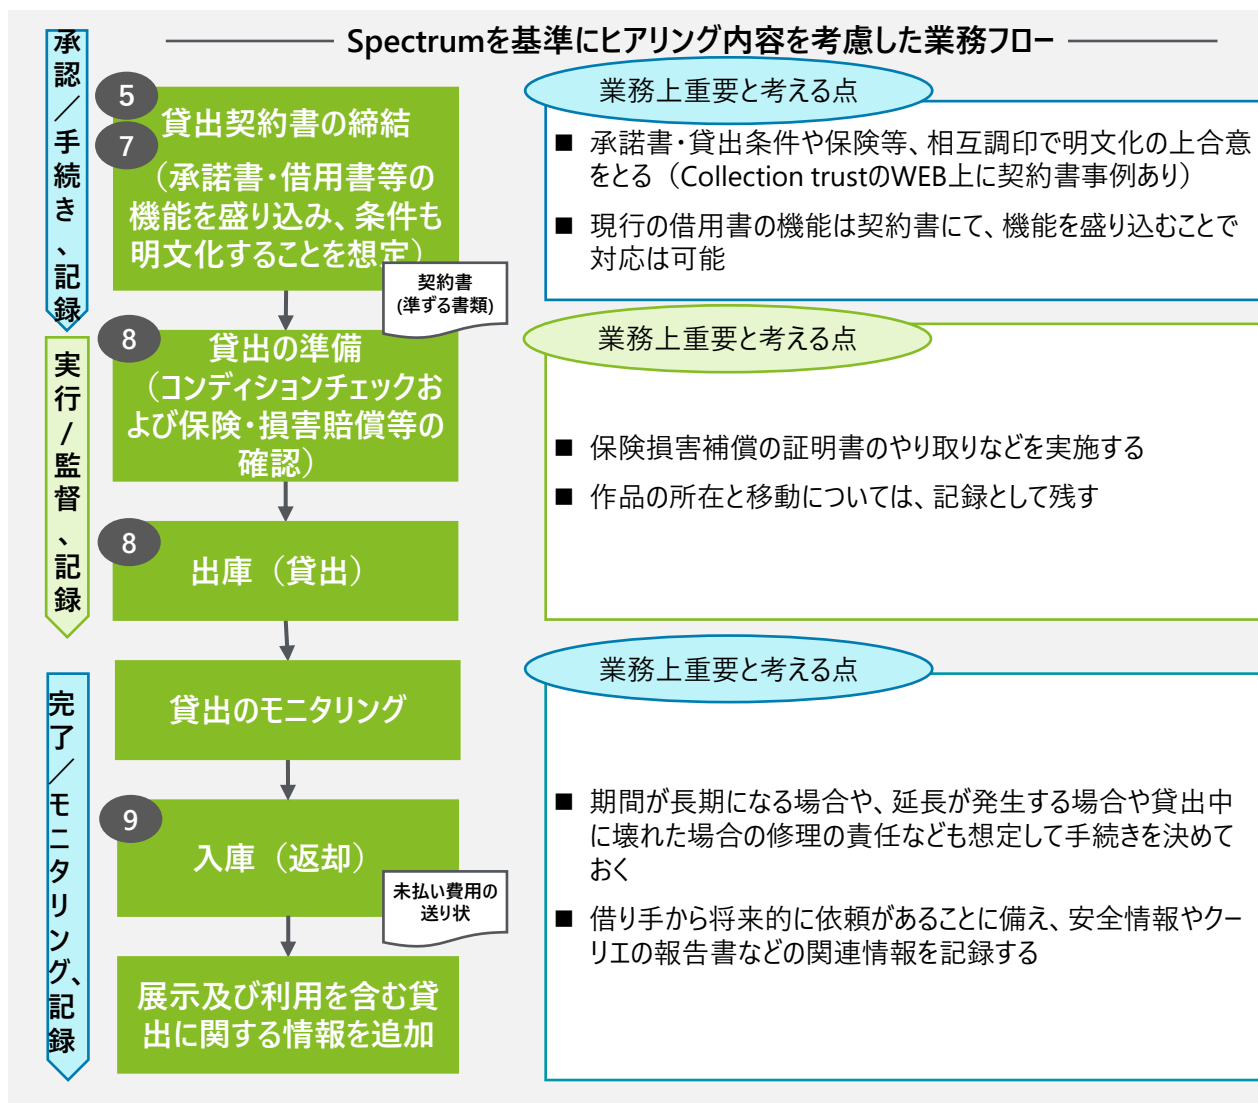 Spectrumを基準にヒアリング内容を考慮した業務フロー
承認／手続き、記録
5
7
貸出契約書の締結
（承諾書・借用書等の
機能を盛り込み、条件も
明文化することを想定）
契約書
(準ずる書類)
業務上重要と考える点
■ 承諾書・貸出条件や保険等、相互調印で明文化の上合意
をとる（Collection trustのWEB上に契約書事例あり）
■ 現行の借用書の機能は契約書にて、機能を盛り込むことで
対応は可能
実行/監督、記録
8
貸出の準備
（コンディションチェックお
よび保険・損害賠償等の
確認）
8
出庫（貸出）
業務上重要と考える点
■ 保険損害補償の証明書のやり取りなどを実施する
■ 作品の所在と移動については、記録として残す
完了／モニタリング、記録
貸出のモニタリング
9
入庫（返却）
未払い費用の
送り状
展示及び利用を含む貸
出に関する情報を追加
業務上重要と考える点
■ 期間が長期になる場合や、延長が発生する場合や貸出中
に壊れた場合の修理の責任なども想定して手続きを決めて
おく
■ 借り手から将来的に依頼があることに備え、安全情報やクー
リエの報告書などの関連情報を記録する